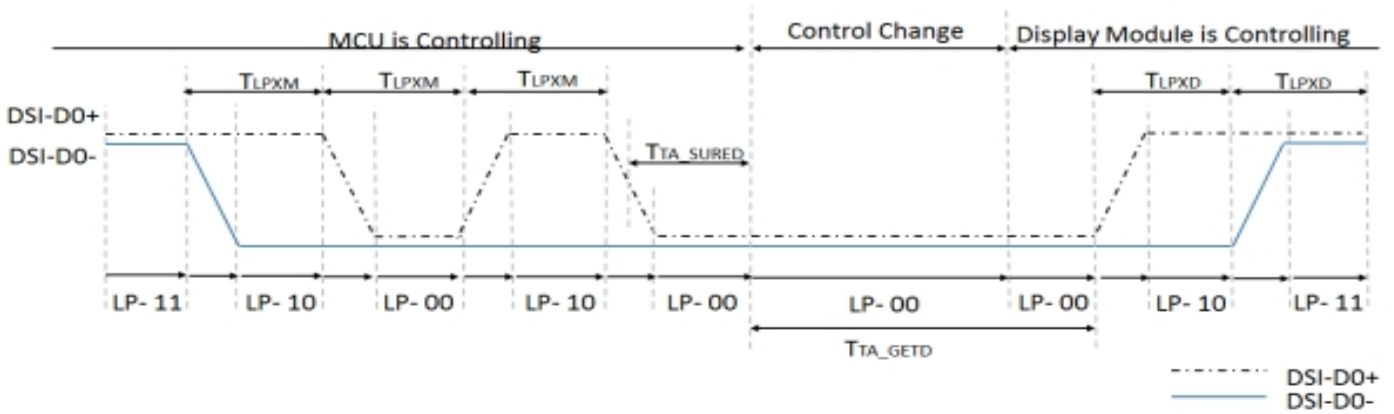 MCU is Controlling
Control Change
Display Module is Controlling
TLPXM
TLPXM
TLPXM
TLPXD
TLPXD
DSI-D0+
DSI-D0-
TTA_SURED
LP- 11
LP- 10
LP- 00
LP- 10
LP- 00
LP- 00
LP- 00
LP- 10
LP- 11
TTA_GETD
DSI-D0+
DSI-D0-